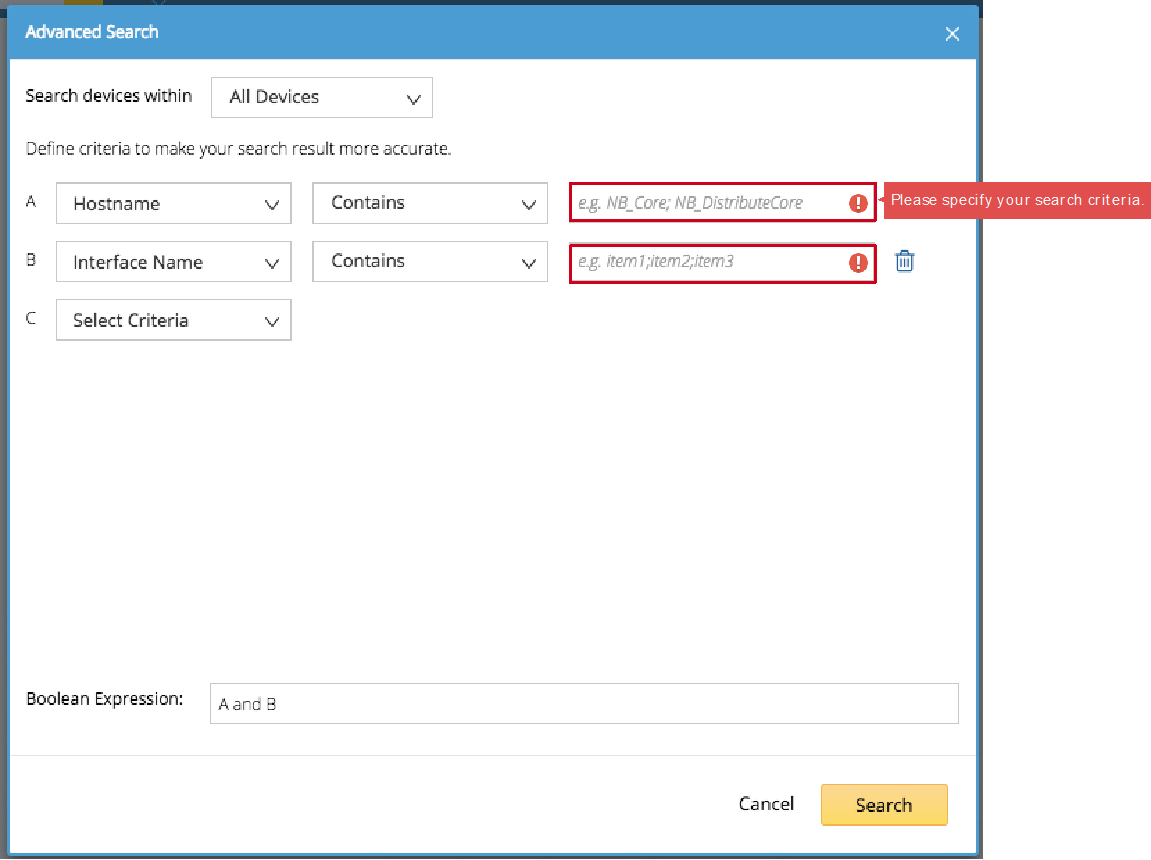 Advanced Search
Search devices within All Devices
Define criteria to make your search result more accurate.
A Hostname Contains e.g. NB_Core; NB_DistributeCore Please specify your search criteria.
B Interface Name Contains e.g. item1;item2;item3
C Select Criteria
Boolean Expression: A and B
Cancel Search